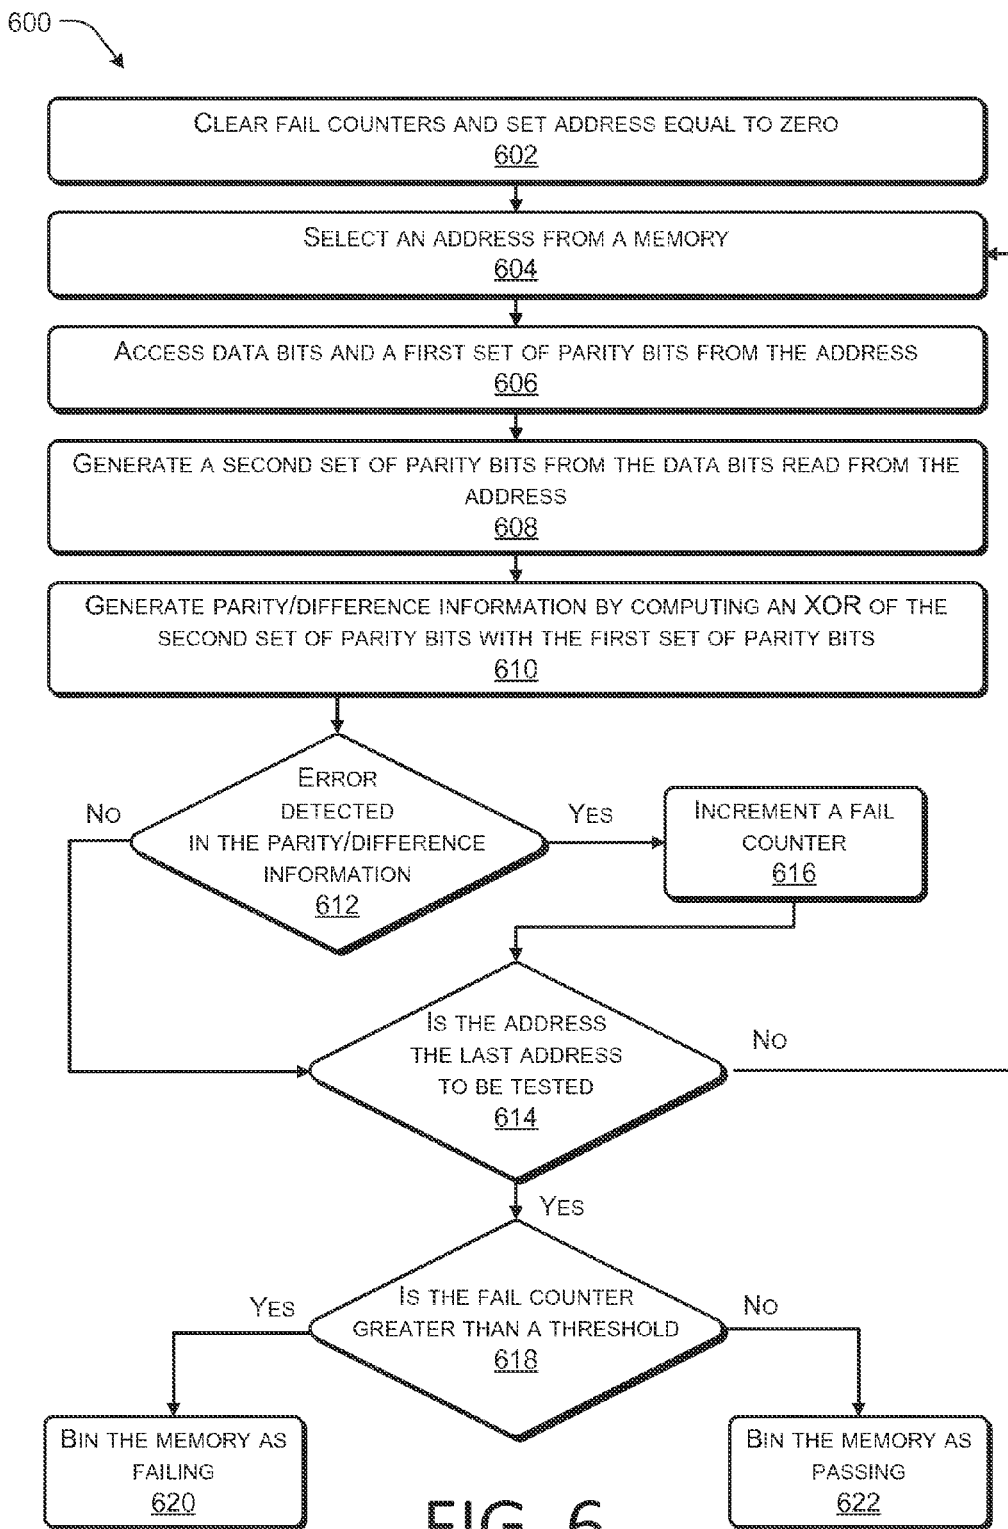 600
CLEAR FAIL COUNTERS AND SET ADDRESS EQUAL TO ZERO
602
SELECT AN ADDRESS FROM A MEMORY
604
ACCESS DATA BITS AND A FIRST SET OF PARITY BITS FROM THE ADDRESS
606
GENERATE A SECOND SET OF PARITY BITS FROM THE DATA BITS READ FROM THE
ADDRESS
608
GENERATE PARITY/DIFFERENCE INFORMATION BY COMPUTING AN XOR OF THE
SECOND SET OF PARITY BITS WITH THE FIRST SET OF PARITY BITS
610
ERROR
DETECTED
IN THE PARITY/DIFFERENCE
INFORMATION
612
NO
YES
INCREMENT A FAIL
COUNTER
616
IS THE ADDRESS
THE LAST ADDRESS
TO BE TESTED
614
NO
YES
IS THE FAIL COUNTER
GREATER THAN A THRESHOLD
618
YES
NO
BIN THE MEMORY AS
FAILING
620
BIN THE MEMORY AS
PASSING
622
FIG. 6